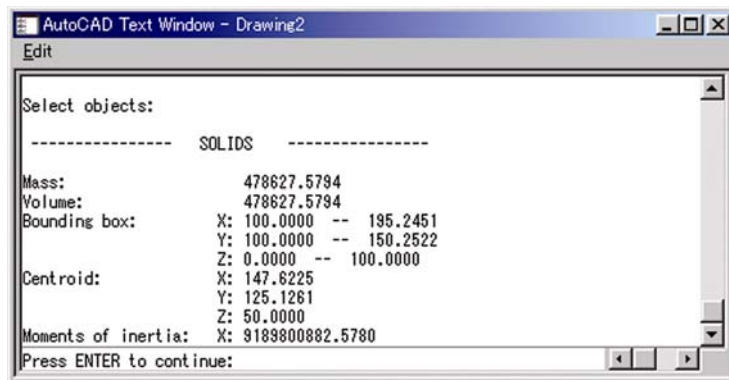 AutoCAD Text Window - Drawing2
Edit
Select objects:
---------------- SOLIDS ----------------
Mass: 478627.5794
Volume: 478627.5794
Bounding box: X: 100.0000 -- 195.2451
Y: 100.0000 -- 150.2522
Z: 0.0000 -- 100.0000
Centroid: X: 147.6225
Y: 125.1261
Z: 50.0000
Moments of inertia: X: 9189800882.5780
Press ENTER to continue: